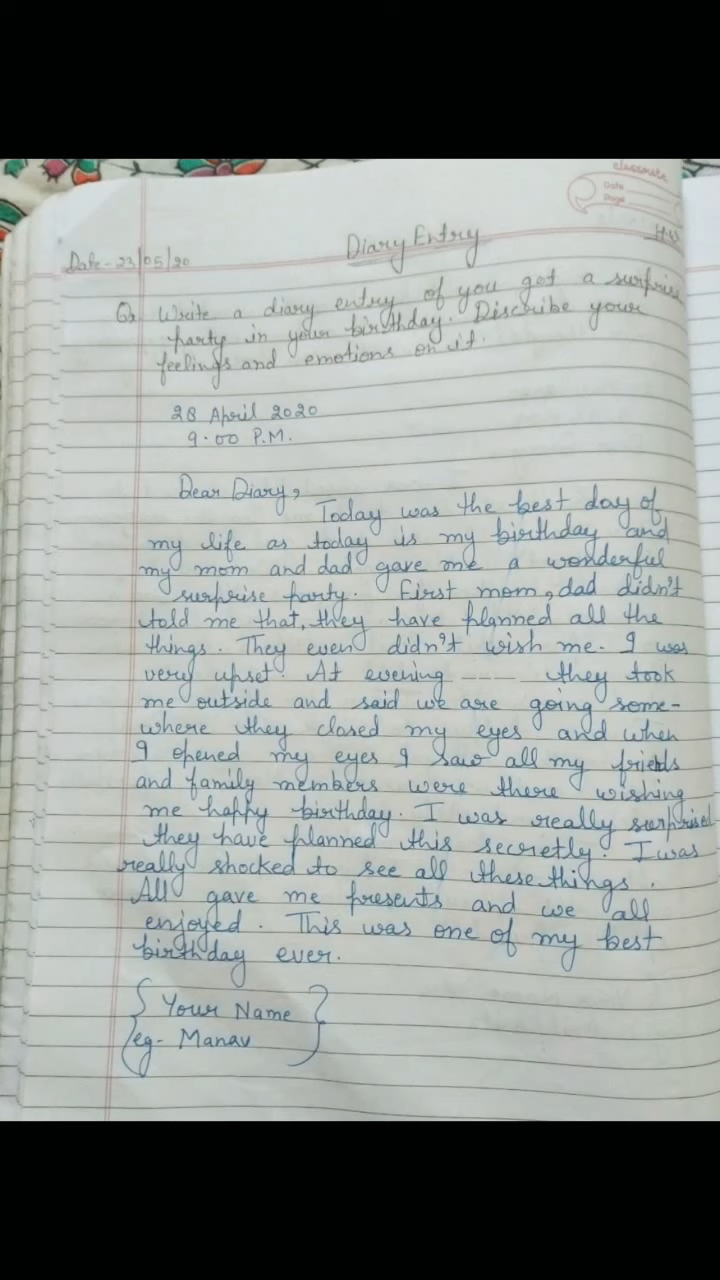 classmate
Date
Page
H.W
Date - 23/05/20
Diary Entry
Q. Write a diary entry of you got a surprise
party in your birthday. Discribe your
feelings and emotions on it.
28 April 2020
9.00 P.M.
Dear Diary,
Today was the best day of
my life as today is my birthday and
my mom and dad gave me a wonderful
surprise party. First mom, dad didn't
told me that, they have planned all the
things. They even didn't wish me. I was
very upset. At evening ---- they took
me outside and said we are going some-
where they closed my eyes and when
I opened my eyes I saw all my friends
and family members were there wishing
me happy birthday. I was really surprised
they have planned this secretly. I was
really shocked to see all these things.
All gave me presents and we all
enjoyed. This was one of my best
birthday ever.
{ Your Name }
eg- Manav